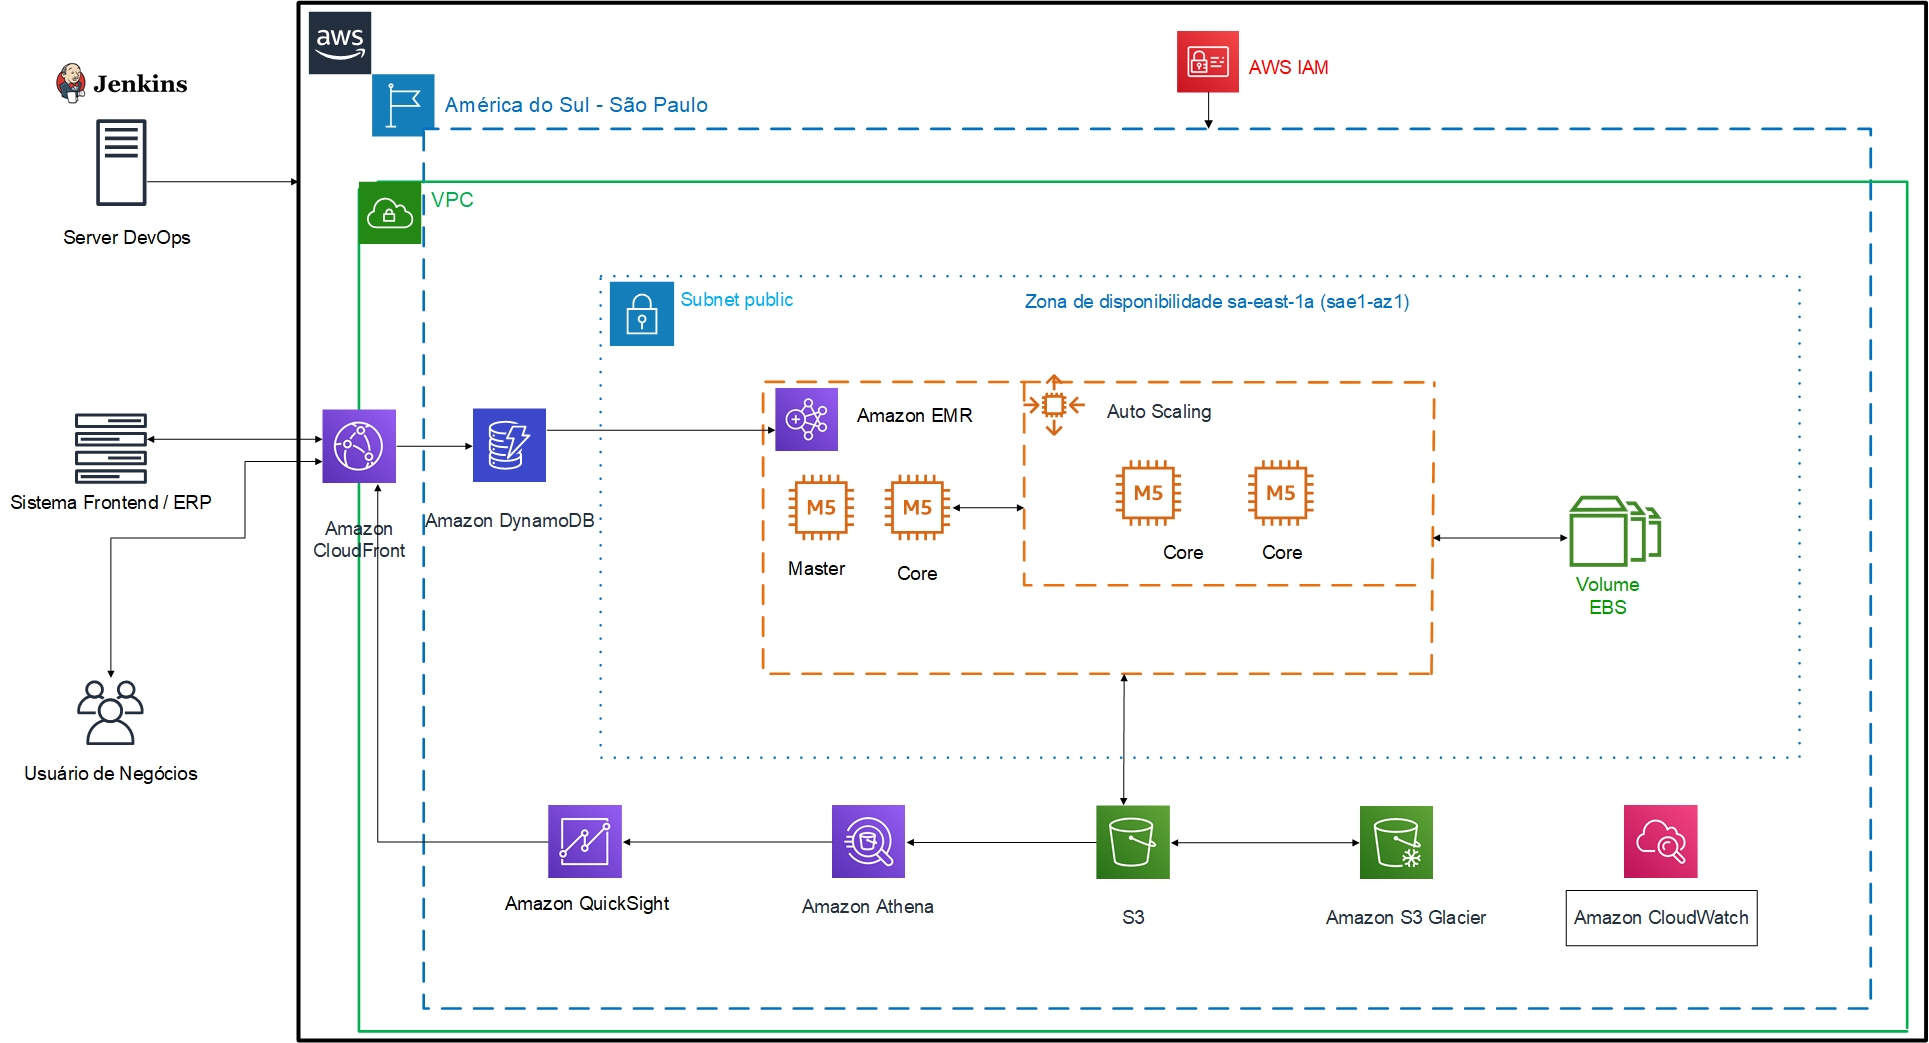 aws
Jenkins
América do Sul - São Paulo
AWS IAM
VPC
Server DevOps
Subnet public
Zona de disponibilidade sa-east-1a (sae1-az1)
Amazon EMR
Auto Scaling
M5
M5
M5
M5
Master
Core
Core
Core
Sistema Frontend / ERP
Amazon
CloudFront
Amazon DynamoDB
Volume
EBS
Usuário de Negócios
Amazon QuickSight
Amazon Athena
S3
Amazon S3 Glacier
Amazon CloudWatch